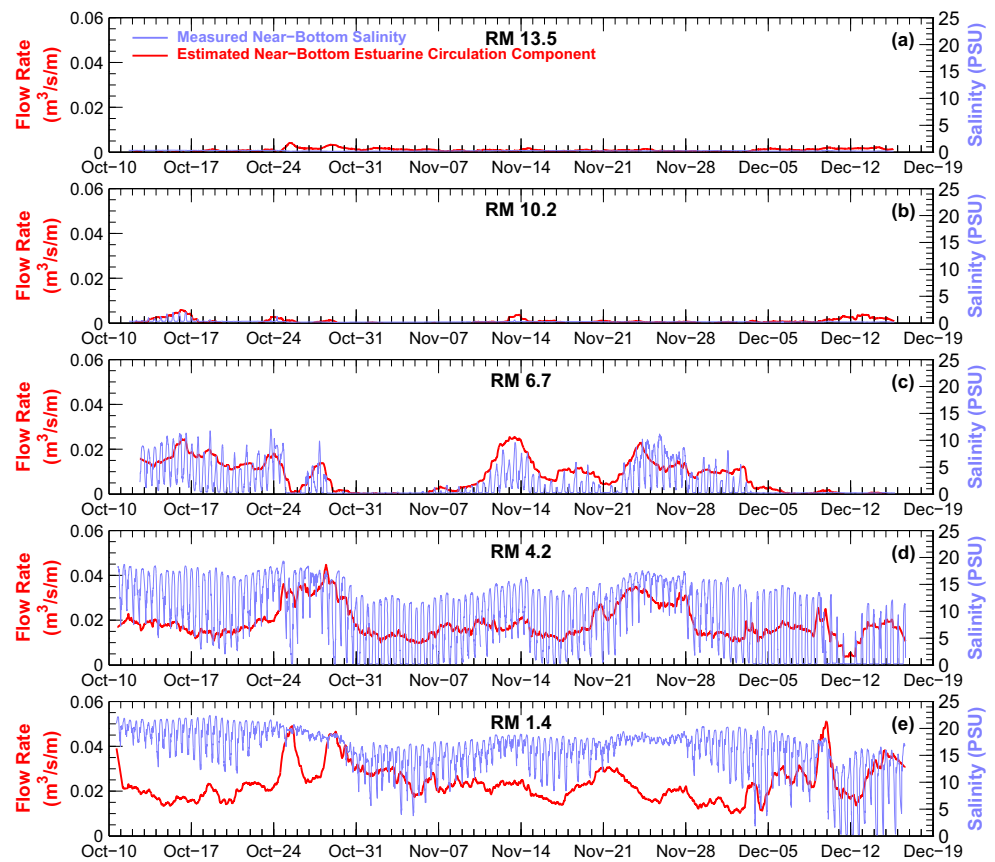 0.06
25
Measured Near−Bottom Salinity
RM 13.5
(a)
Estimated Near−Bottom Estuarine Circulation Component
20
0.04
15
10
0.02
5
0
0
Flow Rate
(m3/s/m)
Salinity (PSU)
Oct−10 Oct−17 Oct−24 Oct−31 Nov−07 Nov−14 Nov−21 Nov−28 Dec−05 Dec−12 Dec−19
0.06
25
RM 10.2
(b)
20
0.04
15
10
0.02
5
0
0
Flow Rate
(m3/s/m)
Salinity (PSU)
Oct−10 Oct−17 Oct−24 Oct−31 Nov−07 Nov−14 Nov−21 Nov−28 Dec−05 Dec−12 Dec−19
0.06
25
RM 6.7
(c)
20
0.04
15
10
0.02
5
0
0
Flow Rate
(m3/s/m)
Salinity (PSU)
Oct−10 Oct−17 Oct−24 Oct−31 Nov−07 Nov−14 Nov−21 Nov−28 Dec−05 Dec−12 Dec−19
0.06
25
RM 4.2
(d)
20
0.04
15
10
0.02
5
0
0
Flow Rate
(m3/s/m)
Salinity (PSU)
Oct−10 Oct−17 Oct−24 Oct−31 Nov−07 Nov−14 Nov−21 Nov−28 Dec−05 Dec−12 Dec−19
0.06
25
RM 1.4
(e)
20
0.04
15
10
0.02
5
0
0
Flow Rate
(m3/s/m)
Salinity (PSU)
Oct−10 Oct−17 Oct−24 Oct−31 Nov−07 Nov−14 Nov−21 Nov−28 Dec−05 Dec−12 Dec−19